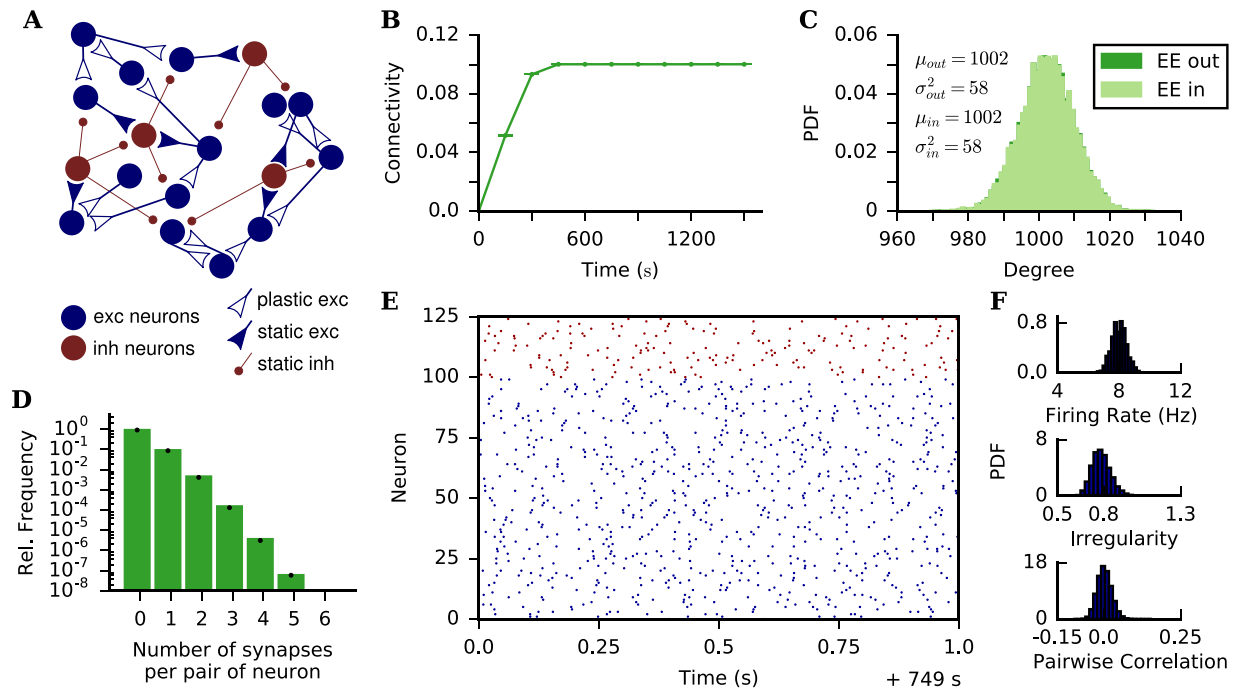 A
exc neurons
inh neurons
plastic exc
static exc
static inh
B
0.12
0.08
0.04
0.0
Connectivity
0
600
1200
Time (s)
C
0.06
0.04
0.02
0
PDF
μout = 1002
σ²out = 58
μin = 1002
σ²in = 58
EE out
EE in
960
980
1000
1020
1040
Degree
D
10⁰
10⁻¹
10⁻²
10⁻³
10⁻⁴
10⁻⁵
10⁻⁶
10⁻⁷
10⁻⁸
Rel. Frequency
0
1
2
3
4
5
6
Number of synapses
per pair of neuron
E
125
100
75
50
25
0
Neuron
0.0
0.25
0.5
0.75
1.0
Time (s)
+ 749 s
F
0.8
0
4
8
12
Firing Rate (Hz)
PDF
8
0
0.5
0.8
1.3
Irregularity
18
0
-0.15
0.0
0.25
Pairwise Correlation